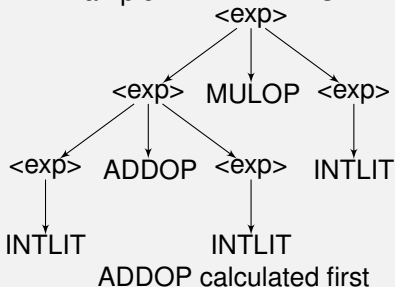 <exp>
<exp> MULOP <exp>
<exp> ADDOP <exp> INTLIT
INTLIT INTLIT
ADDOP calculated first